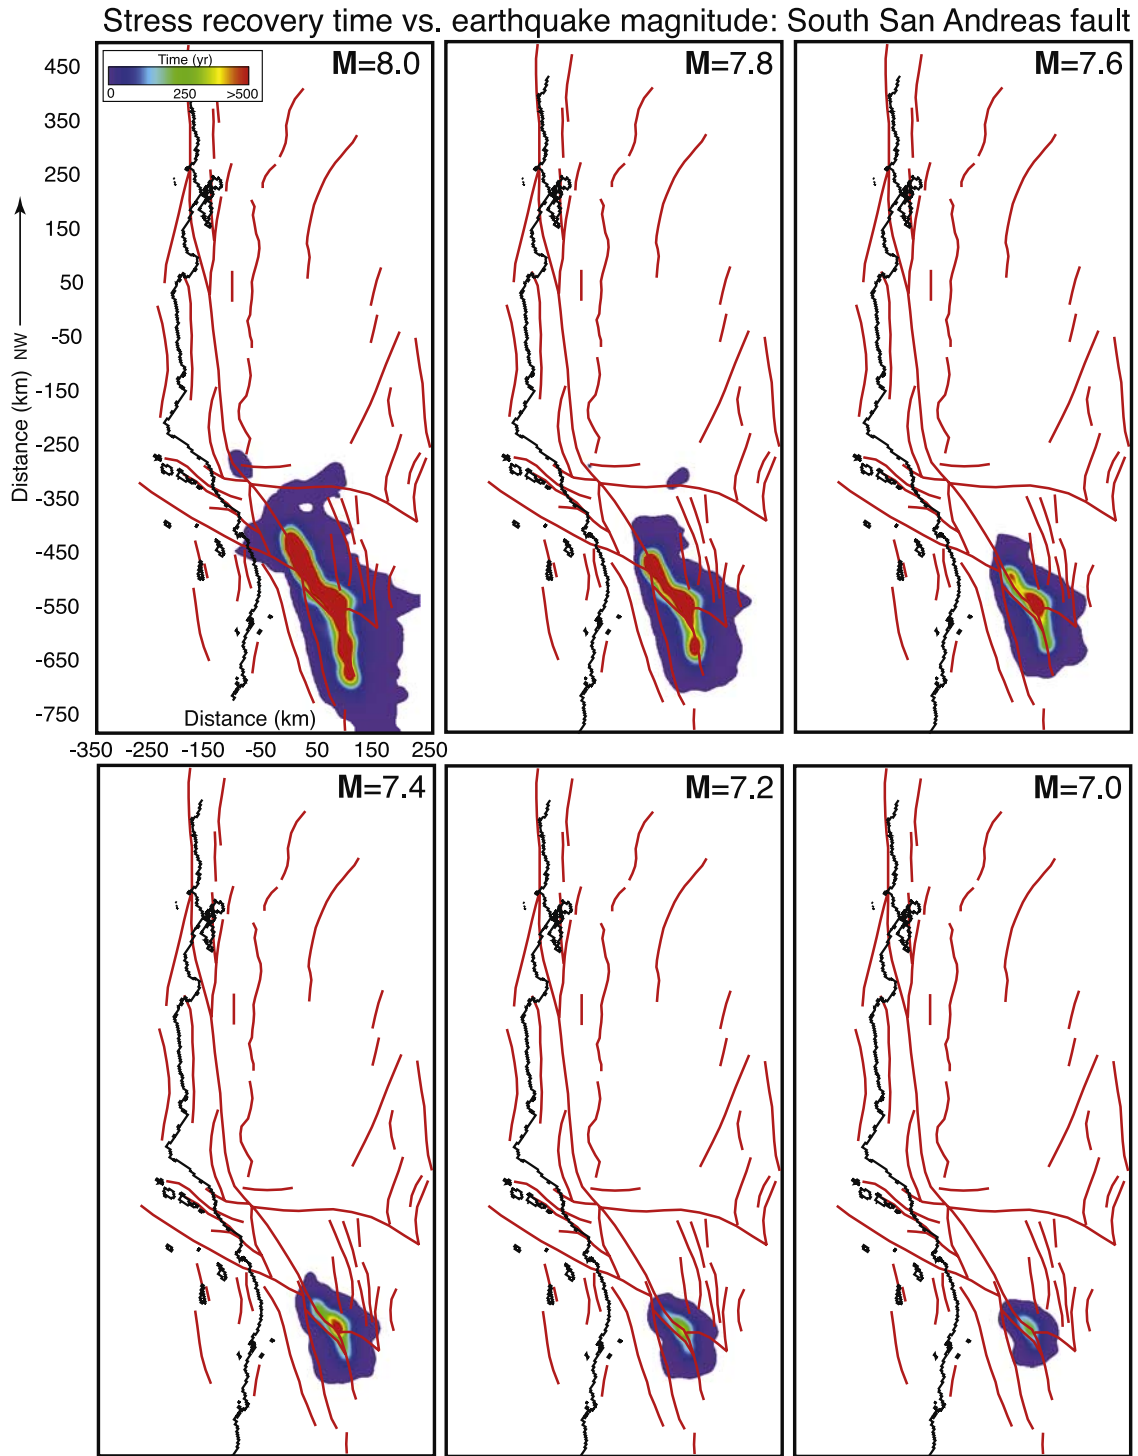 Stress recovery time vs. earthquake magnitude: South San Andreas fault
Time (yr)
0 250 >500
M=8.0
M=7.8
M=7.6
450
350
250
150
50
-50
-150
-250
-350
-450
-550
-650
-750
Distance (km) NW
Distance (km)
-350 -250 -150 -50 50 150 250
M=7.4
M=7.2
M=7.0